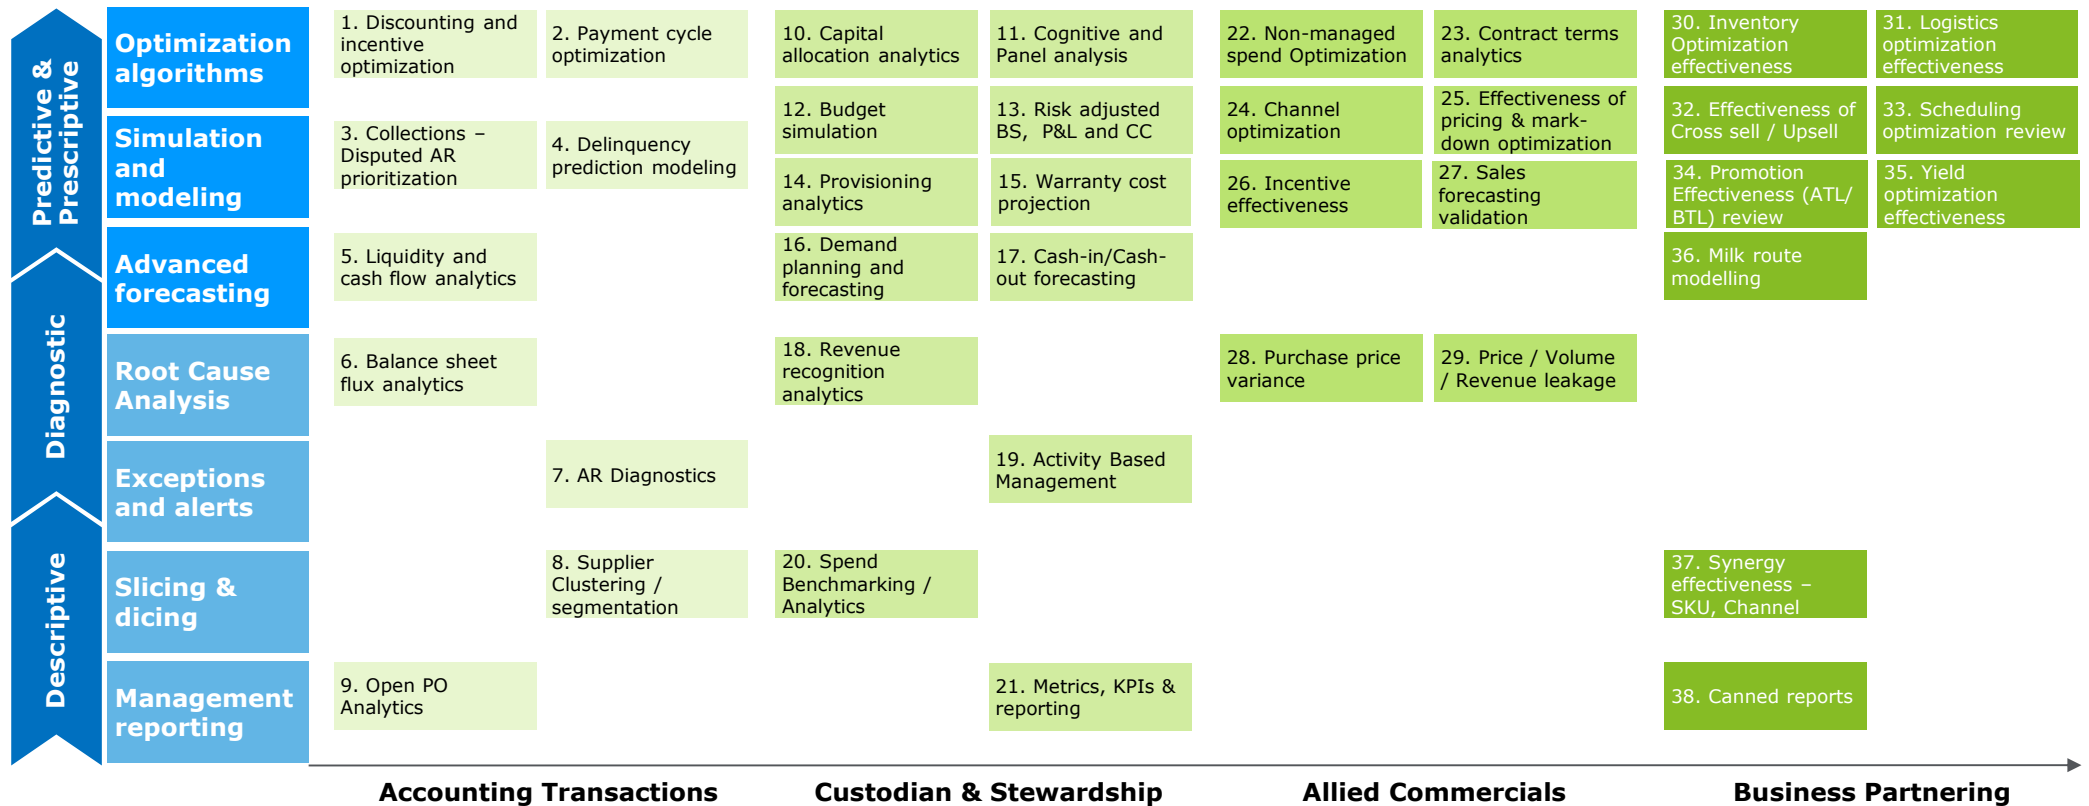 Predictive &
Prescriptive
Diagnostic
Descriptive
Optimization
algorithms
Simulation
and
modeling
Advanced
forecasting
Root Cause
Analysis
Exceptions
and alerts
Slicing &
dicing
Management
reporting
1. Discounting and
incentive
optimization
2. Payment cycle
optimization
3. Collections –
Disputed AR
prioritization
4. Delinquency
prediction modeling
5. Liquidity and
cash flow analytics
6. Balance sheet
flux analytics
7. AR Diagnostics
8. Supplier
Clustering /
segmentation
9. Open PO
Analytics
10. Capital
allocation analytics
11. Cognitive and
Panel analysis
12. Budget
simulation
13. Risk adjusted
BS, P&L and CC
14. Provisioning
analytics
15. Warranty cost
projection
16. Demand
planning and
forecasting
17. Cash-in/Cash-
out forecasting
18. Revenue
recognition
analytics
19. Activity Based
Management
20. Spend
Benchmarking /
Analytics
21. Metrics, KPIs &
reporting
22. Non-managed
spend Optimization
23. Contract terms
analytics
24. Channel
optimization
25. Effectiveness of
pricing & mark-
down optimization
26. Incentive
effectiveness
27. Sales
forecasting
validation
28. Purchase price
variance
29. Price / Volume
/ Revenue leakage
30. Inventory
Optimization
effectiveness
31. Logistics
optimization
effectiveness
32. Effectiveness of
Cross sell / Upsell
33. Scheduling
optimization review
34. Promotion
Effectiveness (ATL/
BTL) review
35. Yield
optimization
effectiveness
36. Milk route
modelling
37. Synergy
effectiveness –
SKU, Channel
38. Canned reports
Accounting Transactions
Custodian & Stewardship
Allied Commercials
Business Partnering